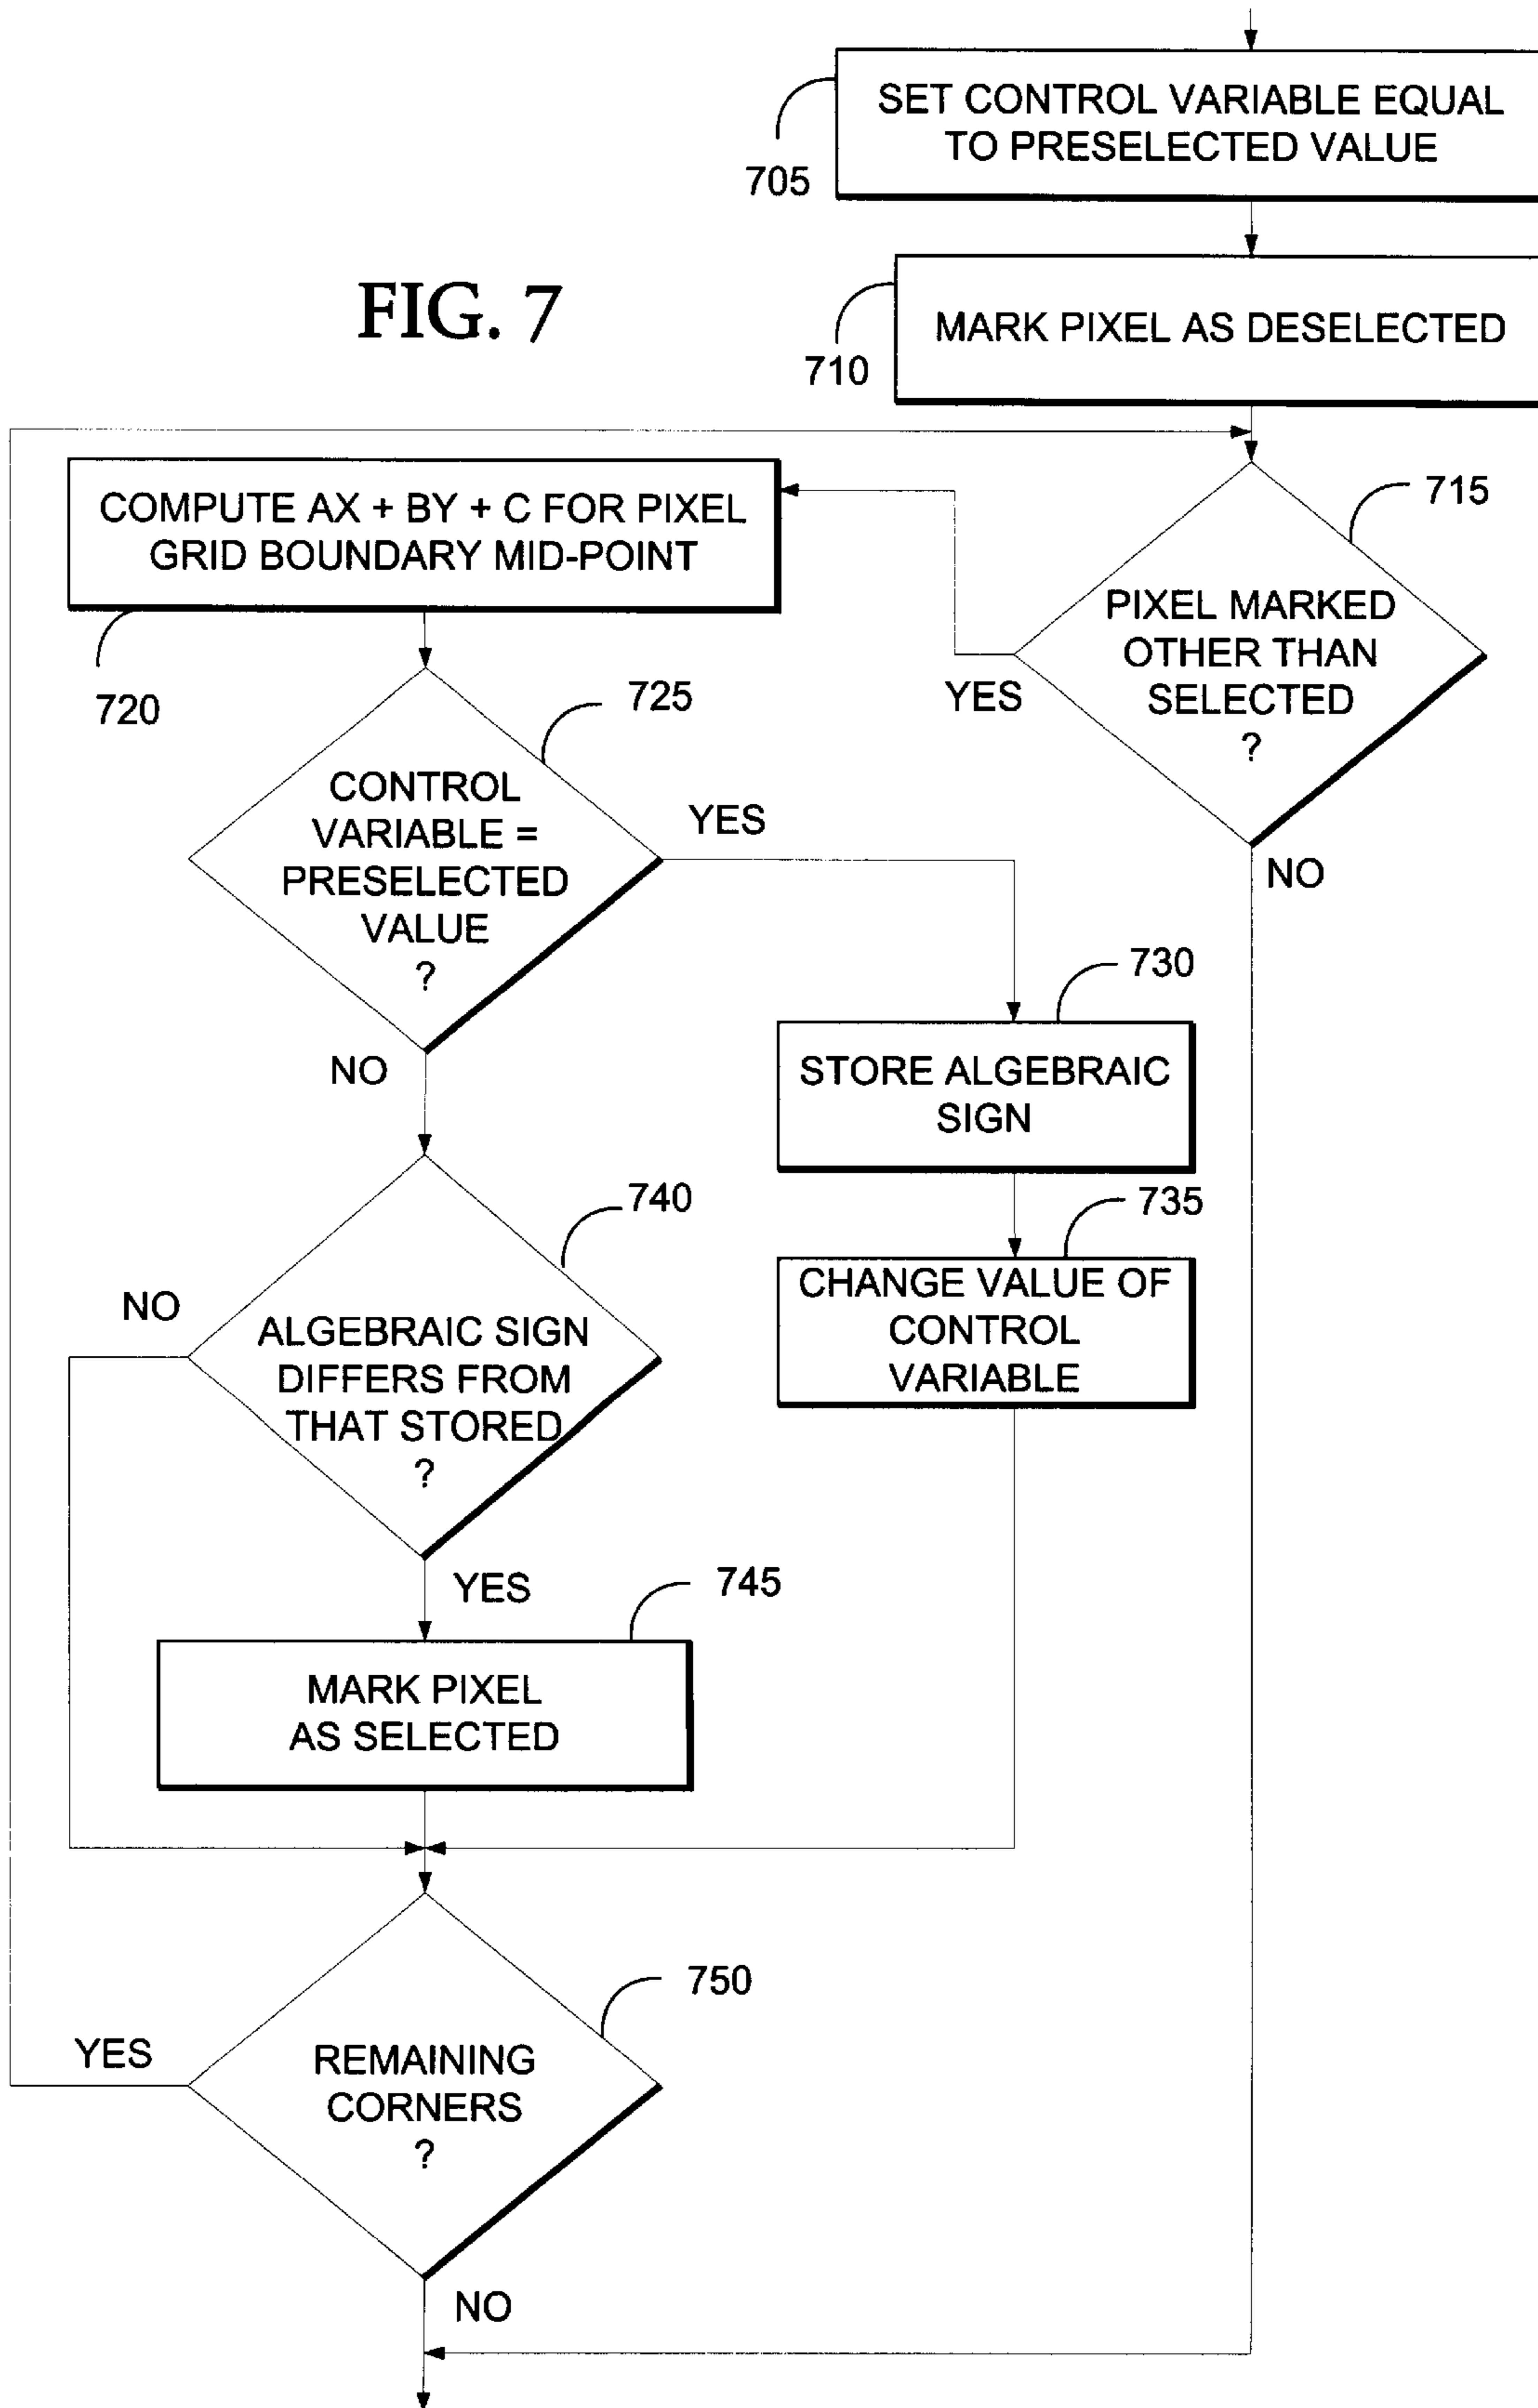 SET CONTROL VARIABLE EQUAL
TO PRESELECTED VALUE
705
FIG. 7
MARK PIXEL AS DESELECTED
710
COMPUTE AX + BY + C FOR PIXEL
GRID BOUNDARY MID-POINT
720
715
PIXEL MARKED
OTHER THAN
SELECTED
?
YES
NO
725
CONTROL
VARIABLE =
PRESELECTED
VALUE
?
YES
NO
730
STORE ALGEBRAIC
SIGN
735
CHANGE VALUE OF
CONTROL
VARIABLE
740
NO
ALGEBRAIC SIGN
DIFFERS FROM
THAT STORED
?
YES
745
MARK PIXEL
AS SELECTED
750
YES
REMAINING
CORNERS
?
NO